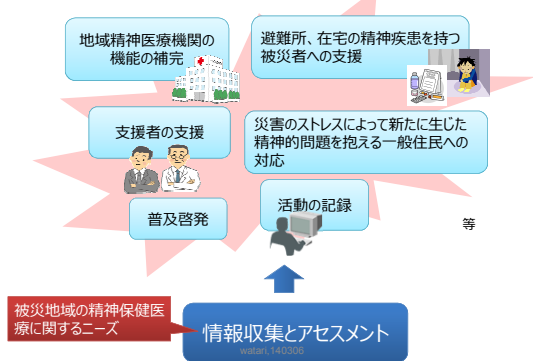 地域精神医療機関の
機能の補完
避難所、在宅の精神疾患を持つ
被災者への支援
支援者の支援
災害のストレスによって新たに生じた
精神的問題を抱える一般住民への
対応
普及啓発
活動の記録
等
被災地域の精神保健医
療に関するニーズ
情報収集とアセスメント
watari,140306